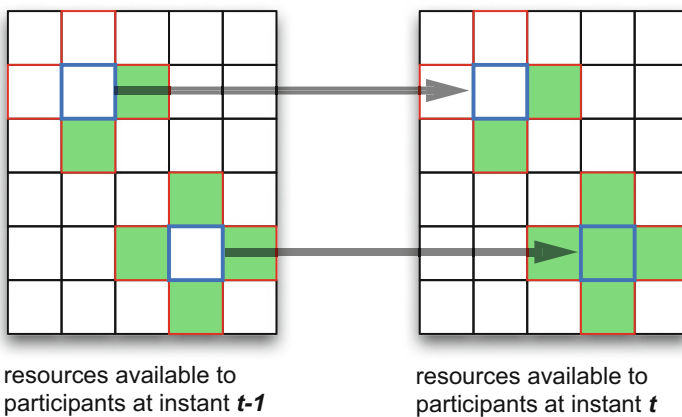 resources available to
participants at instant t-1
resources available to
participants at instant t